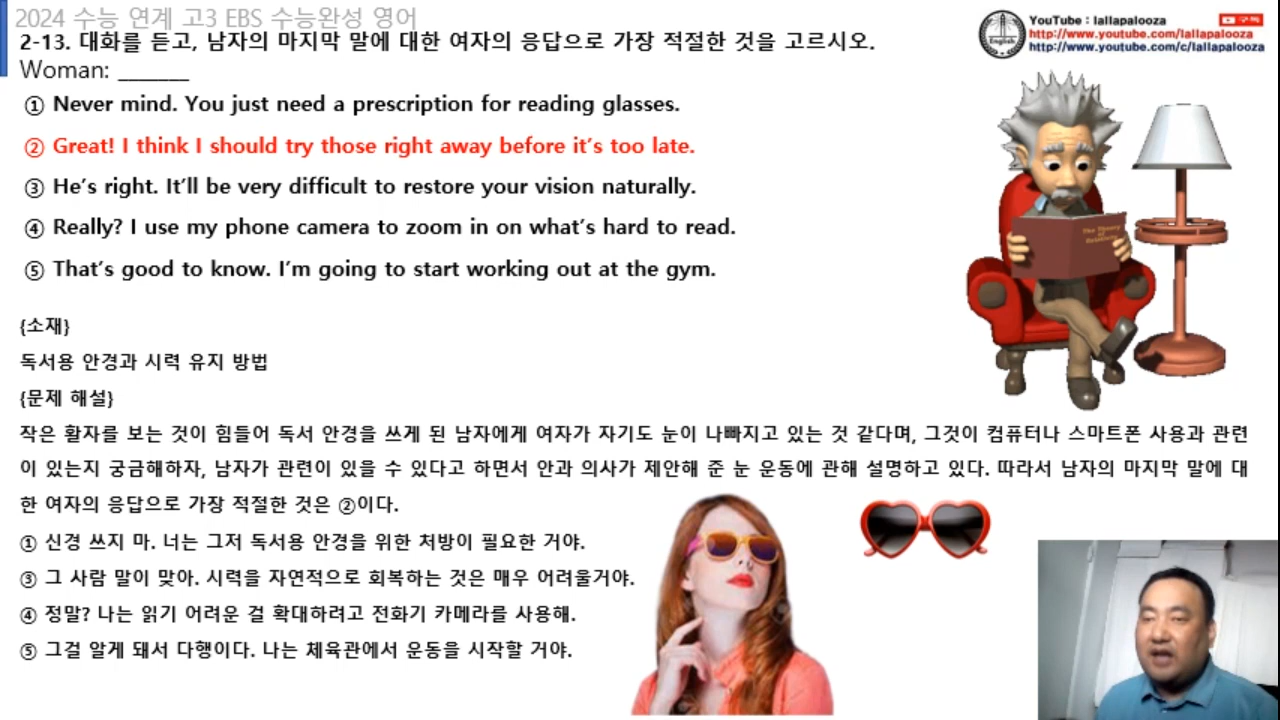 2024 수능 연계 고3 EBS 수능완성 영어
2-13. 대화를 듣고, 남자의 마지막 말에 대한 여자의 응답으로 가장 적절한 것을 고르시오.
Woman: _______
① Never mind. You just need a prescription for reading glasses.
② Great! I think I should try those right away before it's too late.
③ He's right. It'll be very difficult to restore your vision naturally.
④ Really? I use my phone camera to zoom in on what's hard to read.
⑤ That's good to know. I'm going to start working out at the gym.
{소재}
독서용 안경과 시력 유지 방법
{문제 해설}
작은 활자를 보는 것이 힘들어 독서 안경을 쓰게 된 남자에게 여자가 자기도 눈이 나빠지고 있는 것 같다며, 그것이 컴퓨터나 스마트폰 사용과 관련
이 있는지 궁금해하자, 남자가 관련이 있을 수 있다고 하면서 안과 의사가 제안해 준 눈 운동에 관해 설명하고 있다. 따라서 남자의 마지막 말에 대
한 여자의 응답으로 가장 적절한 것은 ②이다.
① 신경 쓰지 마. 너는 그저 독서용 안경을 위한 처방이 필요한 거야.
③ 그 사람 말이 맞아. 시력을 자연적으로 회복하는 것은 매우 어려울거야.
④ 정말? 나는 읽기 어려운 걸 확대하려고 전화기 카메라를 사용해.
⑤ 그걸 알게 돼서 다행이다. 나는 체육관에서 운동을 시작할 거야.
YouTube : lallapalooza
구독
http://www.youtube.com/lallapalooza
http://www.youtube.com/c/lallapalooza
English
The Theory
of
Relativity